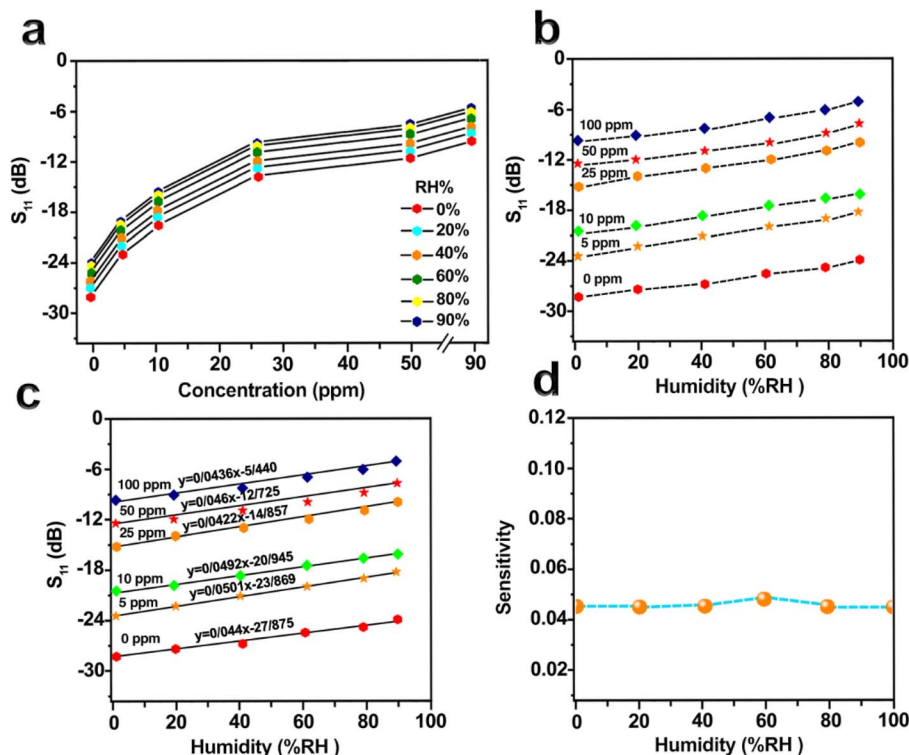 a
0
-6
-12
-18
-24
-30
S11 (dB)
RH%
0%
20%
40%
60%
80%
90%
0 5 10 15 20 25 30 35 40 45 50 90
Concentration (ppm)
b
0
-6
-12
-18
-24
-30
S11 (dB)
100 ppm
50 ppm
25 ppm
10 ppm
5 ppm
0 ppm
0 20 40 60 80 100
Humidity (%RH )
c
0
-6
-12
-18
-24
-30
S11 (dB)
100 ppm
y=0/0436x-5/440
50 ppm
y=0/046x-12/725
25 ppm
y=0/0422x-14/857
10 ppm
y=0/0492x-20/945
5 ppm
y=0/0501x-23/869
0 ppm
y=0/044x-27/875
0 20 40 60 80 100
Humidity (%RH )
d
0.12
0.10
0.08
0.06
0.04
0.02
Sensitivity
0 20 40 60 80 100
Humidity (%RH )